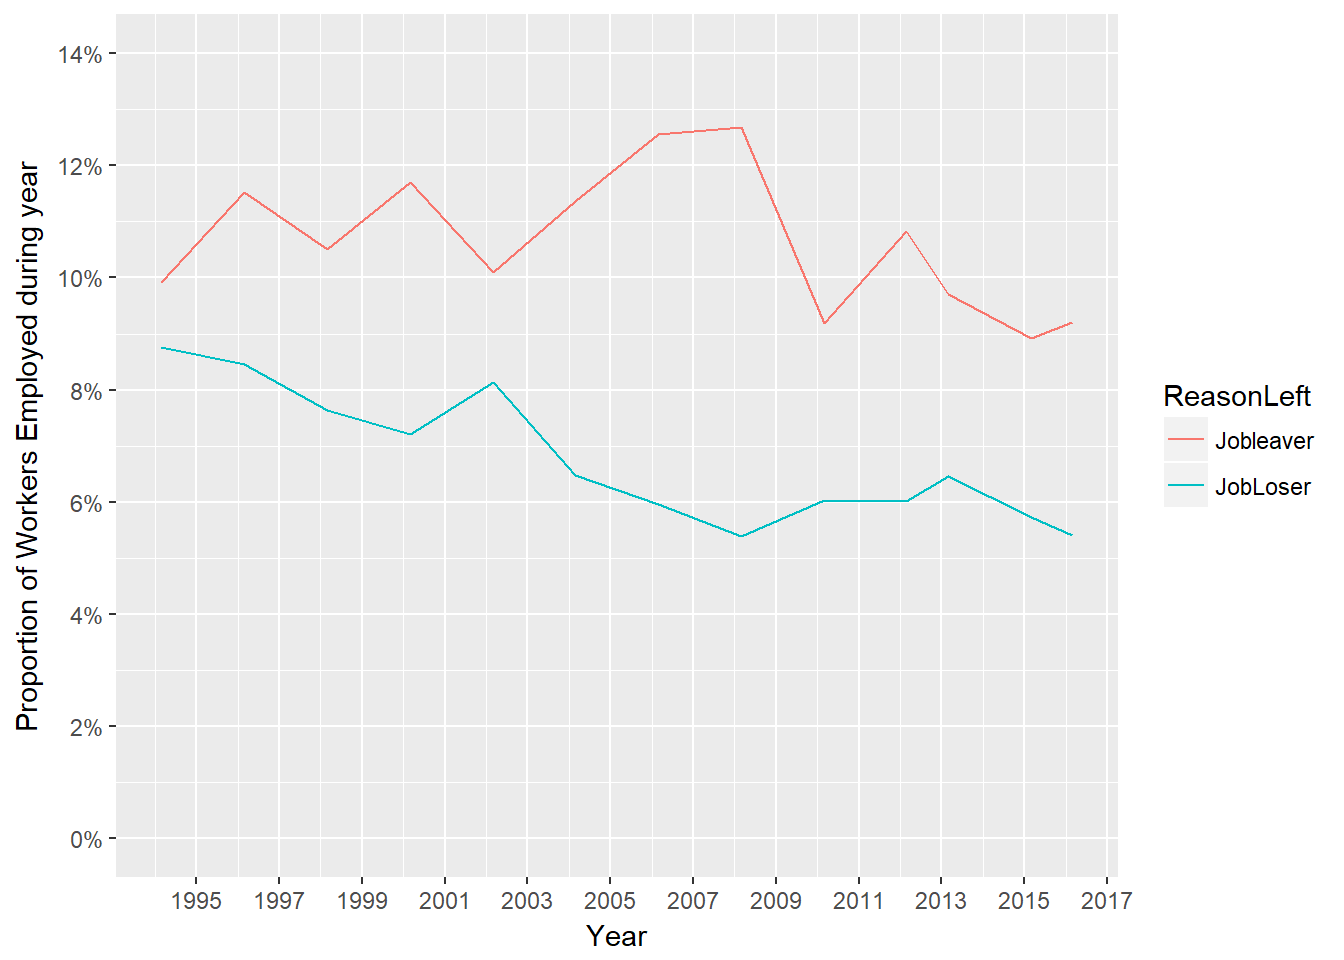 Proportion of Workers Employed during year
14%
12%
10%
8%
6%
4%
2%
0%
1995 1997 1999 2001 2003 2005 2007 2009 2011 2013 2015 2017
Year
ReasonLeft
Jobleaver
JobLoser